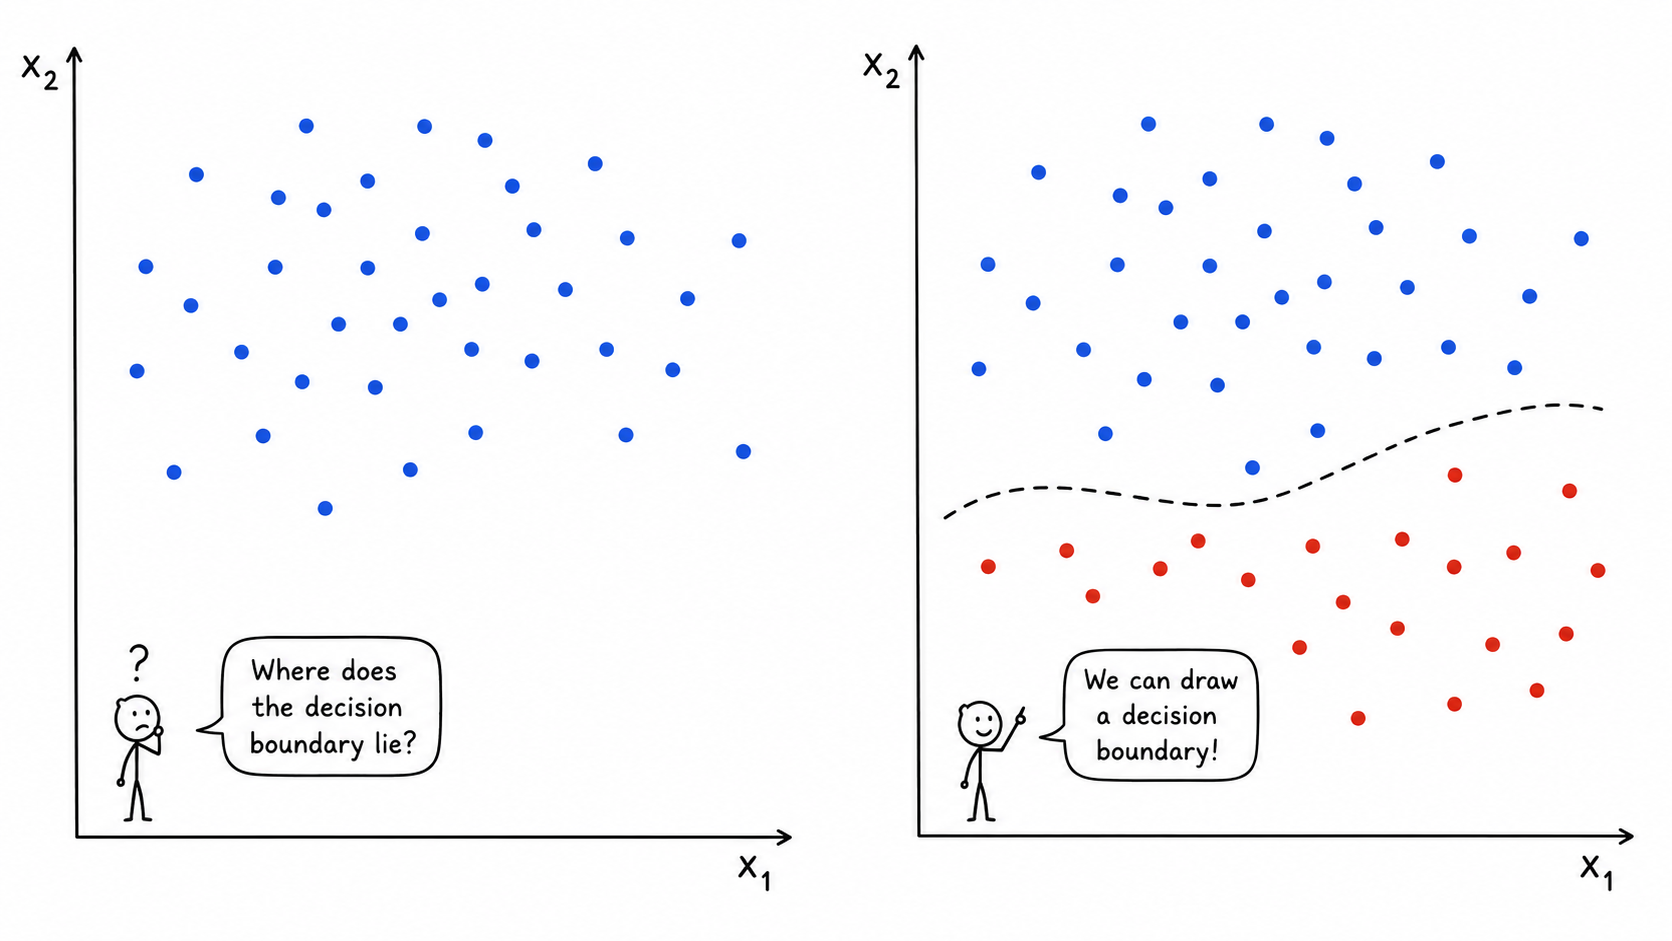 X₂
?
Where does
the decision
boundary lie?
X₁
X₂
We can draw
a decision
boundary!
X₁